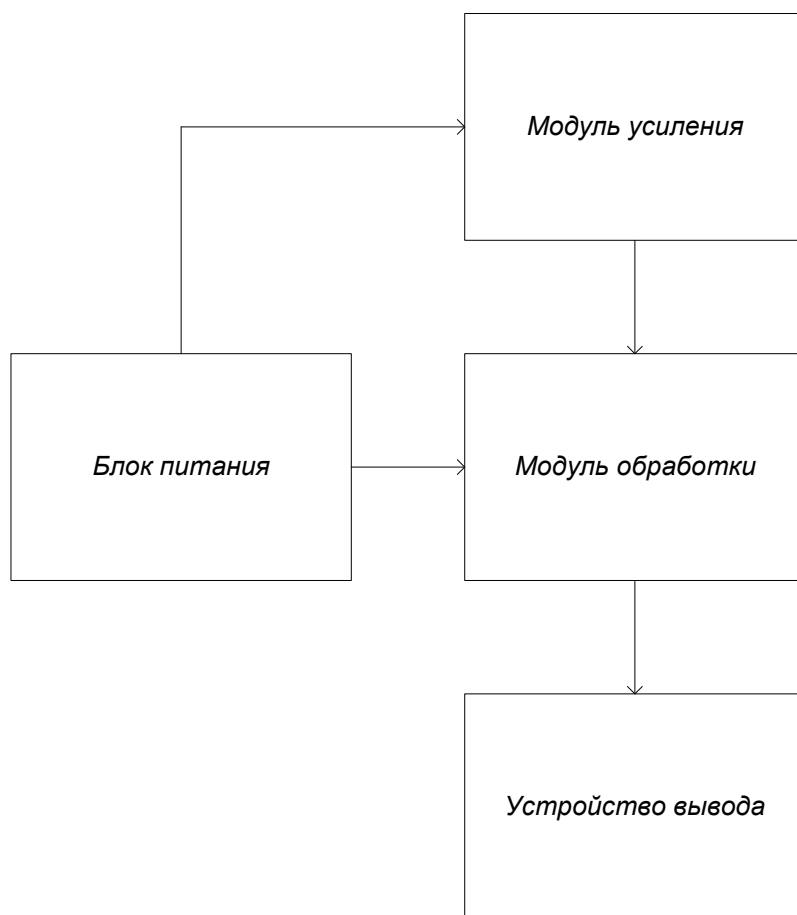 Модуль усиления
Блок питания
Модуль обработки
Устройство вывода